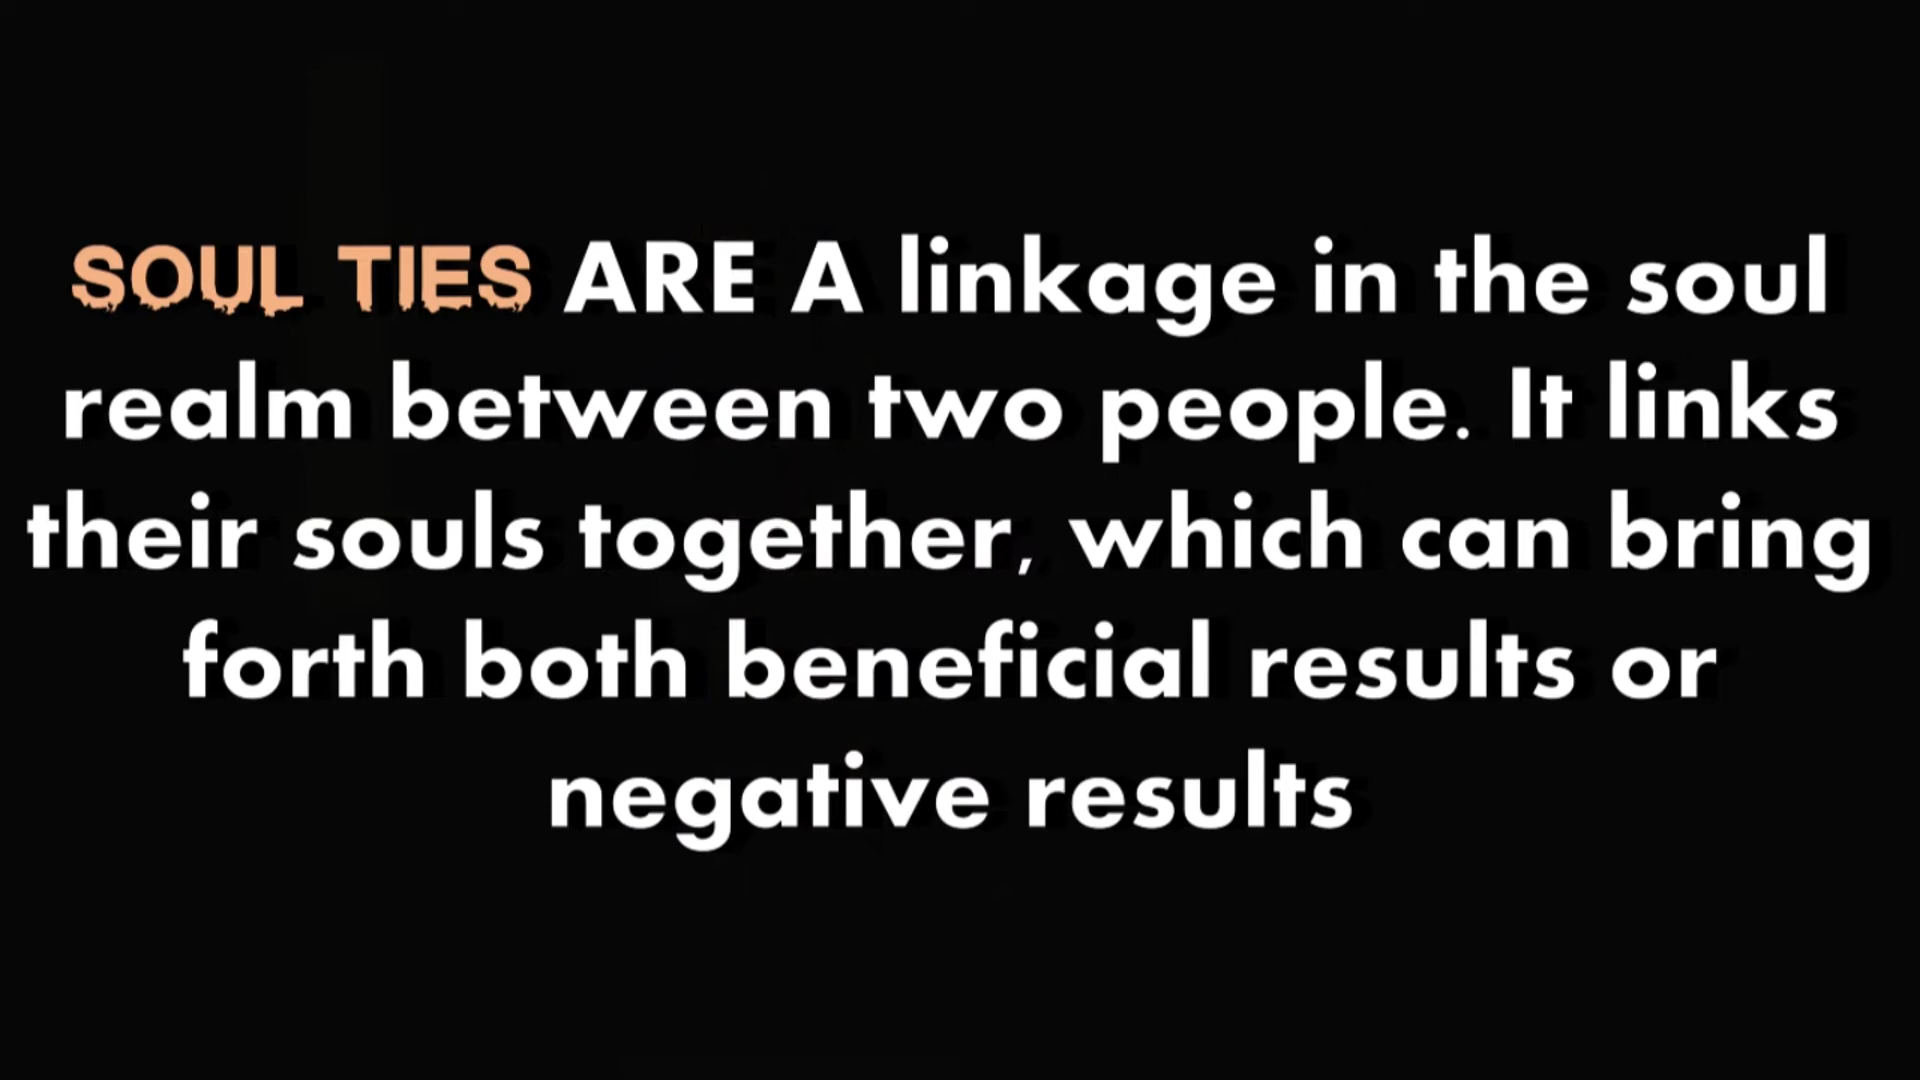 SOUL TIES ARE A linkage in the soul
realm between two people. It links
their souls together, which can bring
forth both beneficial results or
negative results